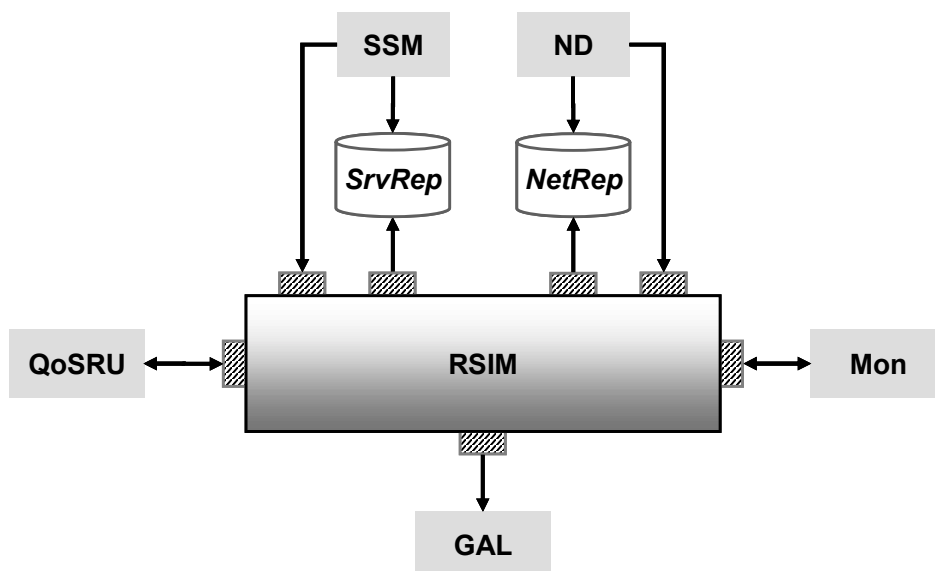 SSM
ND
SrvRep
NetRep
QoSRU
RSIM
Mon
GAL